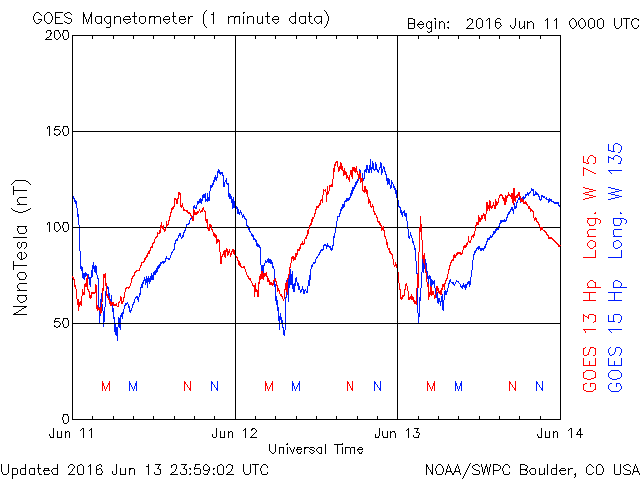 GOES Magnetometer (1 minute data)
Begin: 2016 Jun 11 0000 UTC
200
150
100
50
0
NanoTesla (nT)
M M N N M M N N M M N N
Jun 11 Jun 12 Jun 13 Jun 14
Universal Time
GOES 13 Hp Long. W 75
GOES 15 Hp Long. W 135
Updated 2016 Jun 13 23:59:02 UTC
NOAA/SWPC Boulder, CO USA